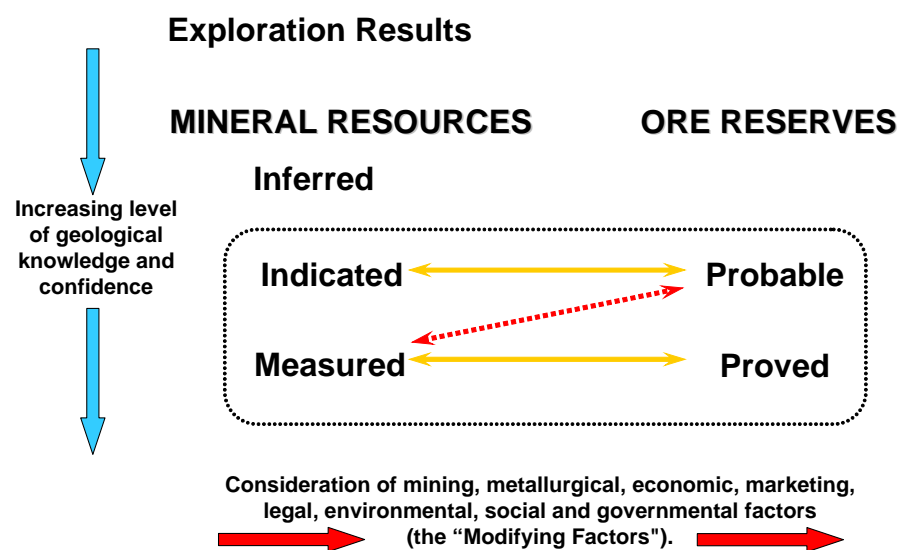 Exploration Results
MINERAL RESOURCES ORE RESERVES
Inferred
Increasing level
of geological
knowledge and
confidence
Indicated Probable
Measured Proved
Consideration of mining, metallurgical, economic, marketing,
legal, environmental, social and governmental factors
(the “Modifying Factors").